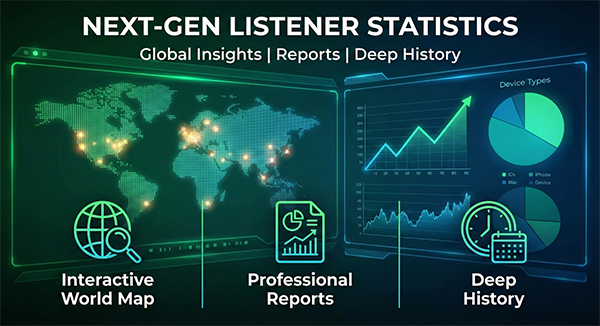 NEXT-GEN LISTENER STATISTICS
Global Insights | Reports | Deep History
Device Types
IOs
IPhone
Mac
Device
Interactive
World Map
Professional
Reports
Deep
History